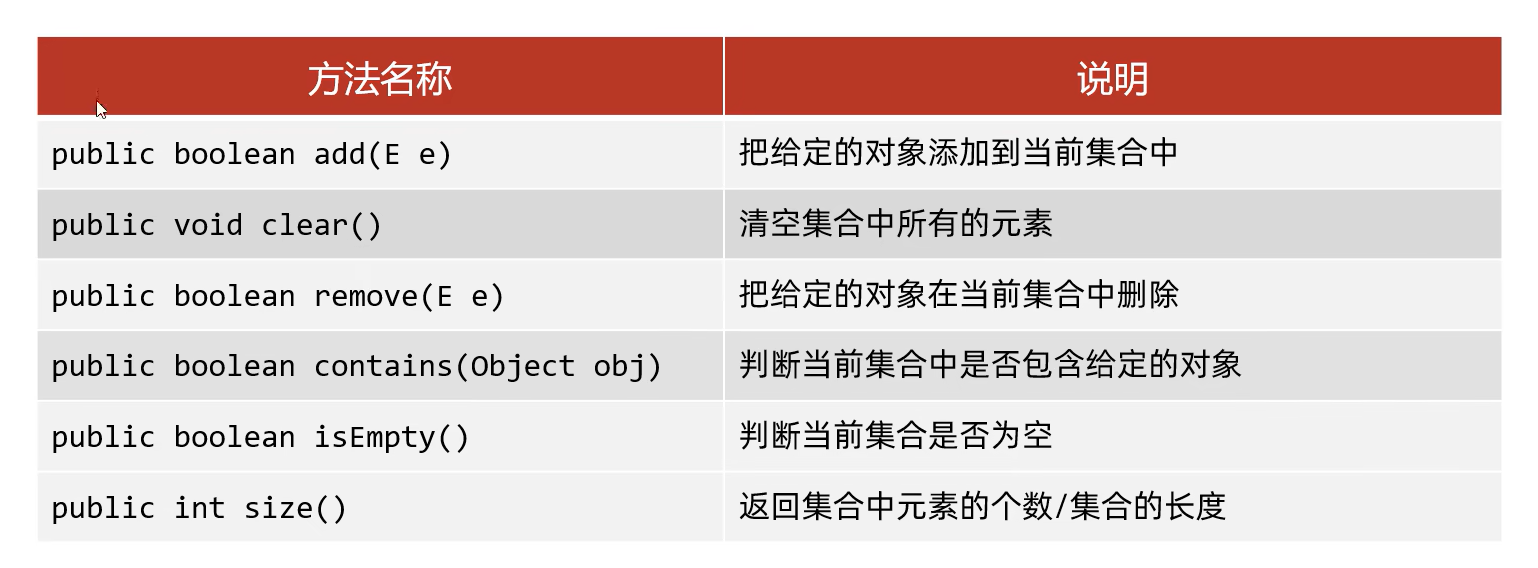 方法名称 说明
public boolean add(E e) 把给定的对象添加到当前集合中
public void clear() 清空集合中所有的元素
public boolean remove(E e) 把给定的对象在当前集合中删除
public boolean contains(Object obj) 判断当前集合中是否包含给定的对象
public boolean isEmpty() 判断当前集合是否为空
public int size() 返回集合中元素的个数/集合的长度